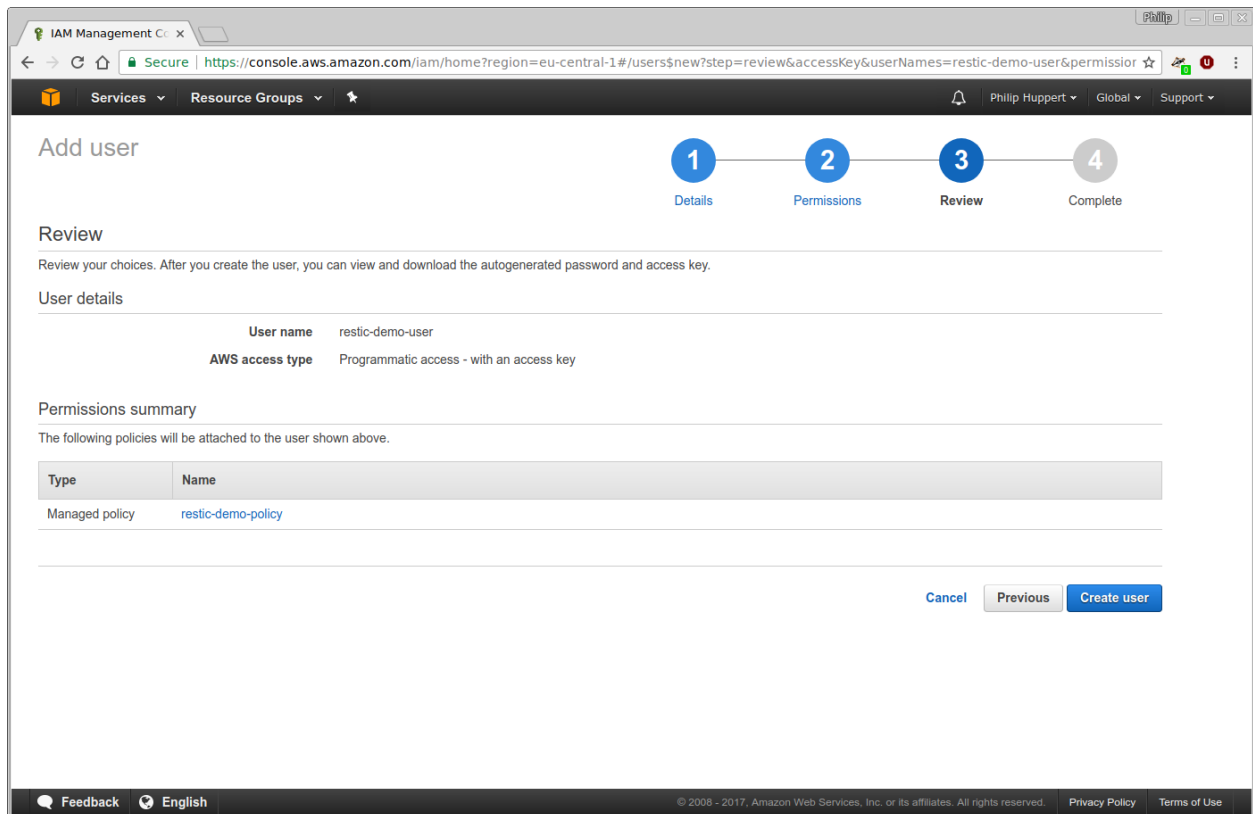 Philip
IAM Management Co
Secure | https://console.aws.amazon.com/iam/home?region=eu-central-1#/users$new?step=review&accessKey&userNames=restic-demo-user&permission
0
Services Resource Groups Philip Huppert Global Support
Add user
1 2 3 4
Details Permissions Review Complete
Review
Review your choices. After you create the user, you can view and download the autogenerated password and access key.
User details
User name restic-demo-user
AWS access type Programmatic access - with an access key
Permissions summary
The following policies will be attached to the user shown above.
Type Name
Managed policy restic-demo-policy
Cancel Previous Create user
Feedback English © 2008 - 2017, Amazon Web Services, Inc. or its affiliates. All rights reserved. Privacy Policy Terms of Use